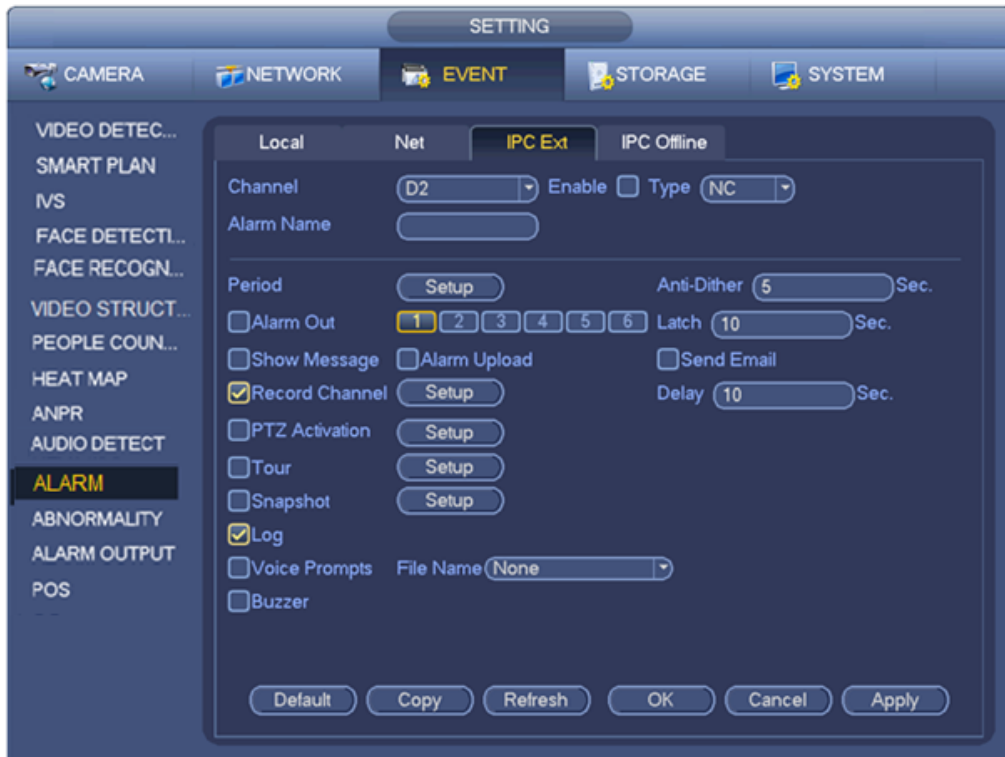 SETTING
CAMERA NETWORK EVENT STORAGE SYSTEM
VIDEO DETEC...
SMART PLAN
IVS
FACE DETECTI...
FACE RECOGN...
VIDEO STRUCT...
PEOPLE COUN...
HEAT MAP
ANPR
AUDIO DETECT
ALARM
ABNORMALITY
ALARM OUTPUT
POS
Local Net IPC Ext IPC Offline
Channel D2 Enable Type NC
Alarm Name
Period Setup Anti-Dither 5 Sec.
Alarm Out 1 2 3 4 5 6 Latch 10 Sec.
Show Message Alarm Upload Send Email
Record Channel Setup Delay 10 Sec.
PTZ Activation Setup
Tour Setup
Snapshot Setup
Log
Voice Prompts File Name None
Buzzer
Default Copy Refresh OK Cancel Apply